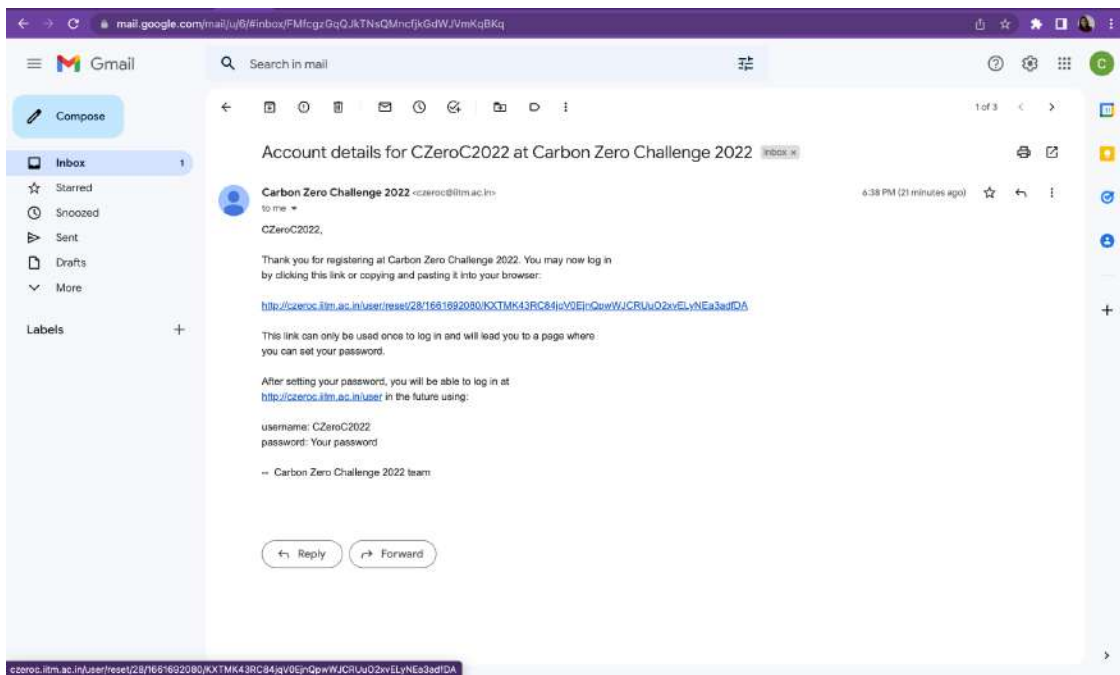 mail.google.com/mail/u/6/#inbox/FMfcgzGqQJkTNsQMncfjkGdWJVmKqBKq
Gmail
Search in mail
C
Compose
1 of 3
Account details for CZeroC2022 at Carbon Zero Challenge 2022 Inbox ×
Inbox 1
Starred
Snoozed
Sent
Drafts
More
Labels
Carbon Zero Challenge 2022 <czeroc@iitm.ac.in>
6:38 PM (21 minutes ago)
to me
CZeroC2022,
Thank you for registering at Carbon Zero Challenge 2022. You may now log in
by clicking this link or copying and pasting it into your browser:
http://czeroc.iitm.ac.in/user/reset/28/1661692080/KXTMK43RC84jqV0EjnQpwWJCRUuO2xvELyNEa3adfDA
This link can only be used once to log in and will lead you to a page where
you can set your password.
After setting your password, you will be able to log in at
http://czeroc.iitm.ac.in/user in the future using:
username: CZeroC2022
password: Your password
-- Carbon Zero Challenge 2022 team
Reply
Forward
czeroc.iitm.ac.in/user/reset/28/1661692080/KXTMK43RC84jqV0EjnQpwWJCRUuO2xvELyNEa3adfDA